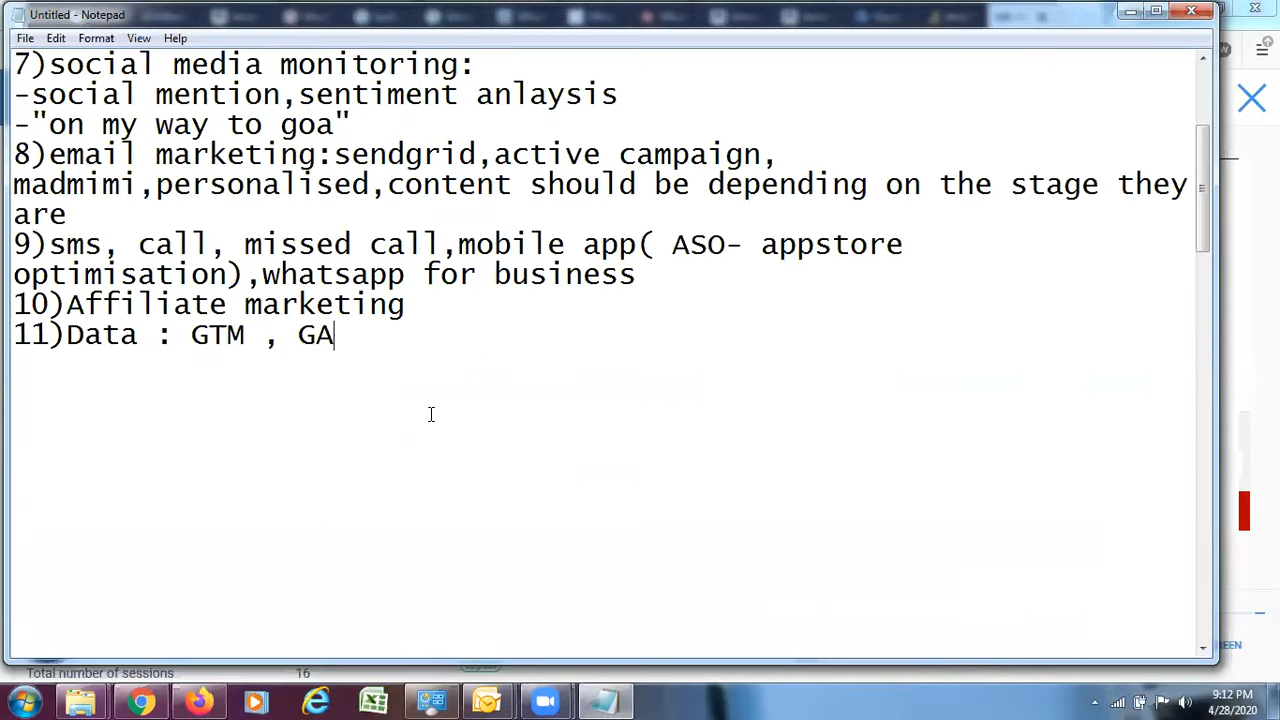 Untitled - Notepad
File Edit Format View Help
7)social media monitoring:
-social mention,sentiment anlaysis
-"on my way to goa"
8)email marketing:sendgrid,active campaign,
madmimi,personalised,content should be depending on the stage they
are
9)sms, call, missed call,mobile app( ASO- appstore
optimisation),whatsapp for business
10)Affiliate marketing
11)Data : GTM , GA
REEN
Total number of sessions 16
9:12 PM
4/28/2020